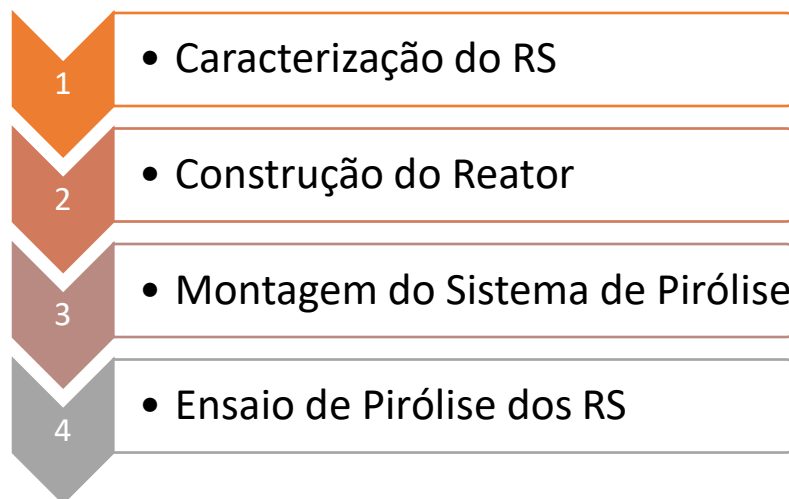 1
• Caracterização do RS
2
• Construção do Reator
3
• Montagem do Sistema de Pirólise
4
• Ensaio de Pirólise dos RS